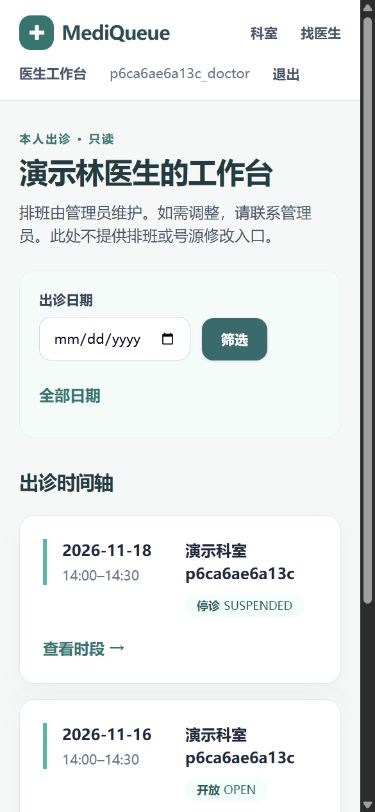 MediQueue
科室 找医生
医生工作台 p6ca6ae6a13c_doctor 退出
本人出诊 · 只读
演示林医生的工作台
排班由管理员维护。如需调整，请联系管理
员。此处不提供排班或号源修改入口。
出诊日期
mm/dd/yyyy 筛选
全部日期
出诊时间轴
2026-11-18 演示科室
14:00–14:30 p6ca6ae6a13c
停诊 SUSPENDED
查看时段 →
2026-11-16 演示科室
14:00–14:30 p6ca6ae6a13c
开放 OPEN